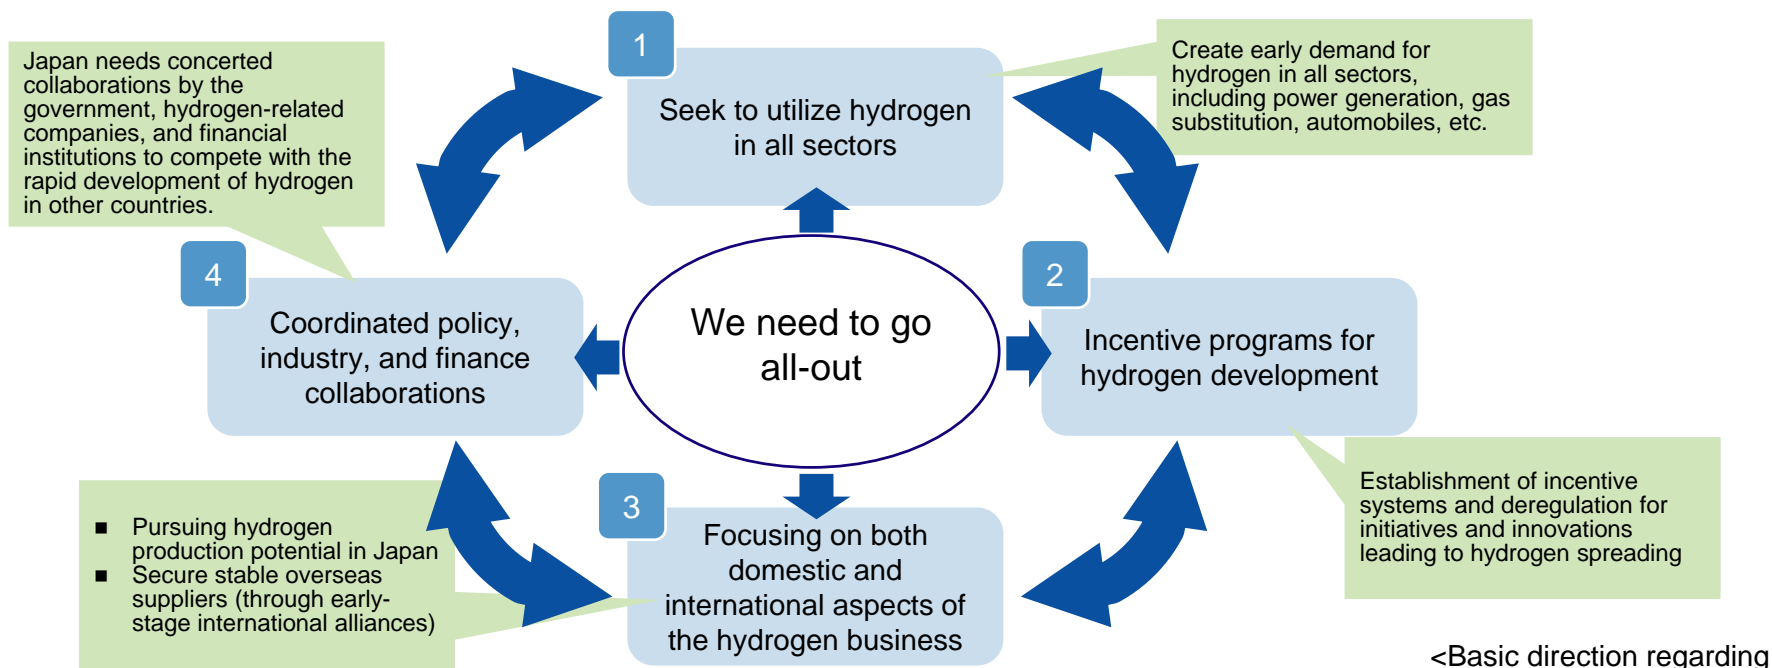 1
Seek to utilize hydrogen
in all sectors
Create early demand for
hydrogen in all sectors,
including power generation, gas
substitution, automobiles, etc.
Japan needs concerted
collaborations by the
government, hydrogen-related
companies, and financial
institutions to compete with the
rapid development of hydrogen
in other countries.
4
Coordinated policy,
industry, and finance
collaborations
We need to go
all-out
2
Incentive programs for
hydrogen development
Establishment of incentive
systems and deregulation for
initiatives and innovations
leading to hydrogen spreading
■ Pursuing hydrogen
production potential in Japan
■ Secure stable overseas
suppliers (through early-
stage international alliances)
3
Focusing on both
domestic and
international aspects of
the hydrogen business
<Basic direction regarding